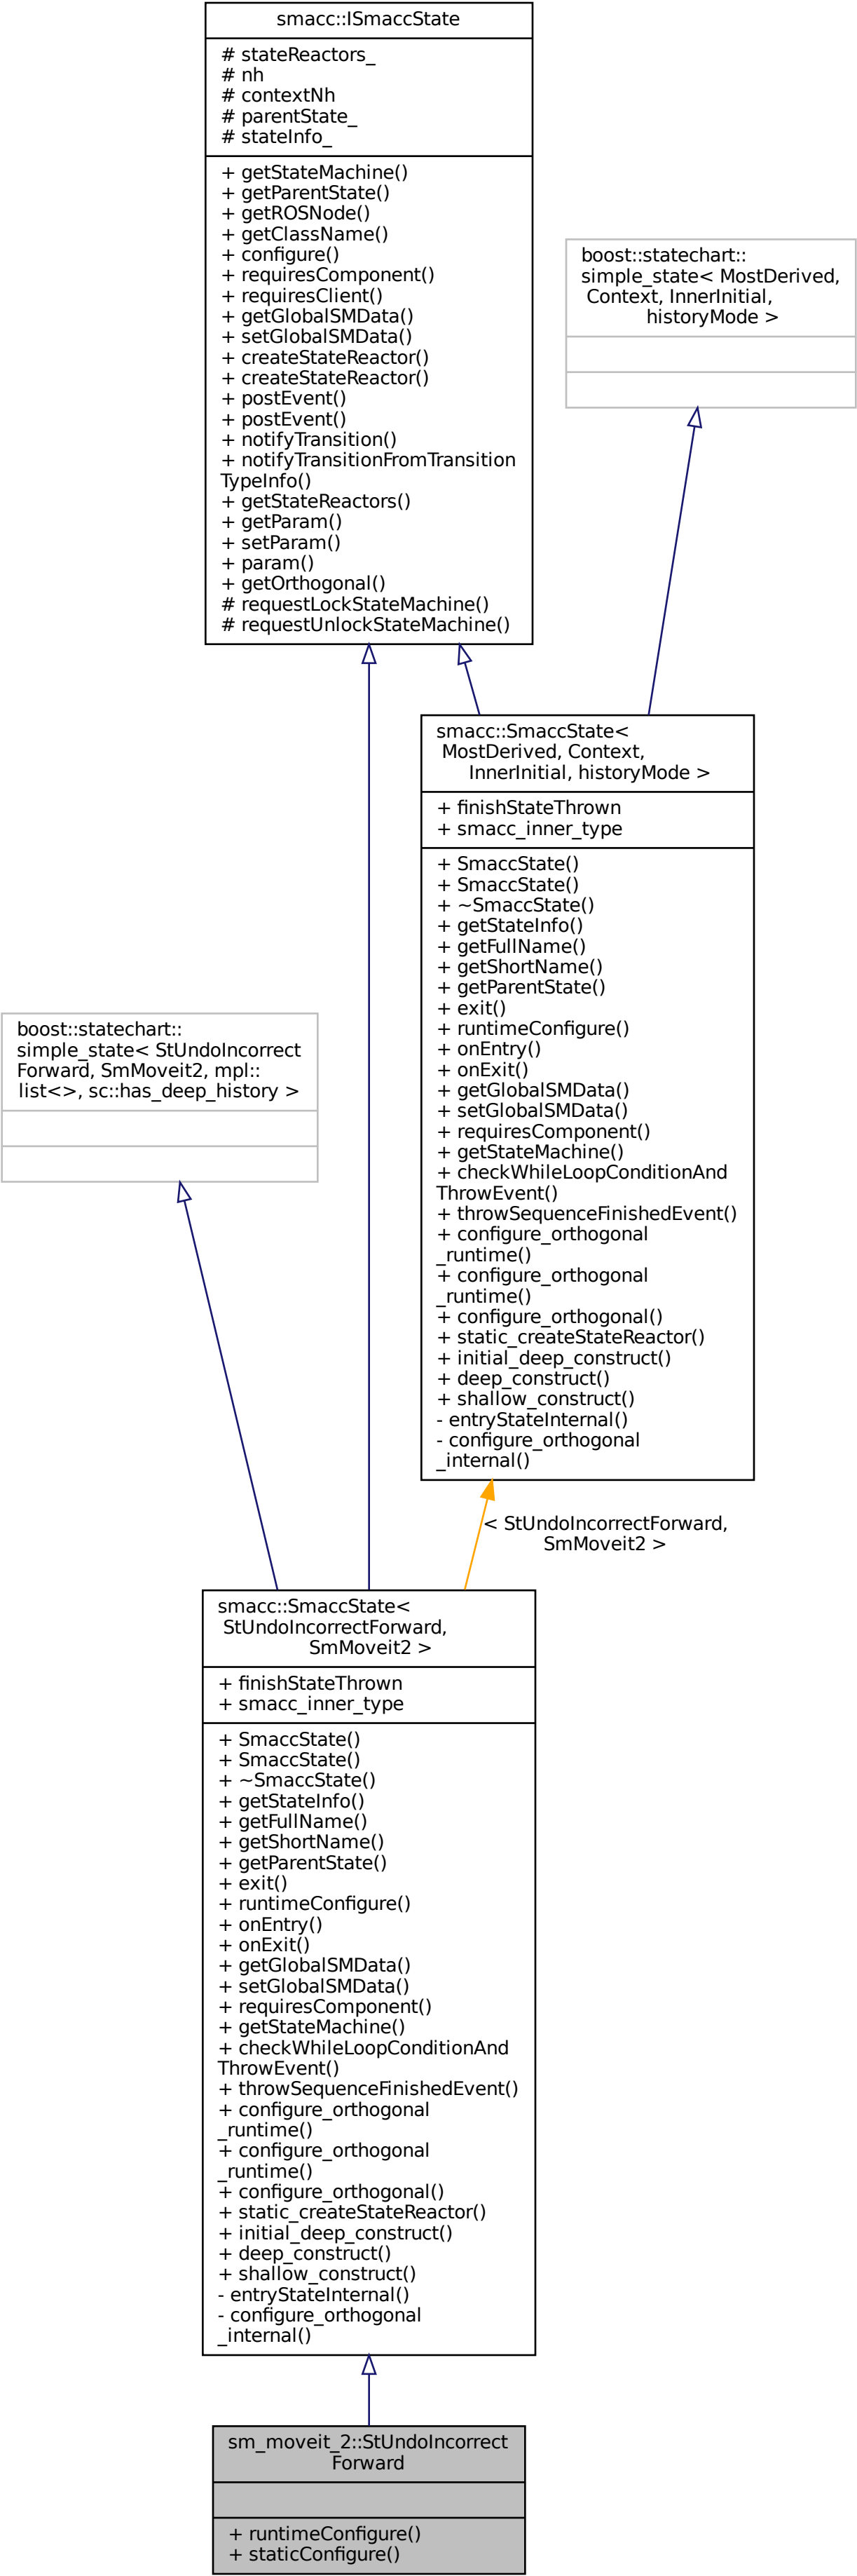 smacc::ISmaccState
# stateReactors_
# nh
# contextNh
# parentState_
# stateInfo_
+ getStateMachine()
+ getParentState()
+ getROSNode()
+ getClassName()
+ configure()
+ requiresComponent()
+ requiresClient()
+ getGlobalSMData()
+ setGlobalSMData()
+ createStateReactor()
+ createStateReactor()
+ postEvent()
+ postEvent()
+ notifyTransition()
+ notifyTransitionFromTransition
TypeInfo()
+ getStateReactors()
+ getParam()
+ setParam()
+ param()
+ getOrthogonal()
# requestLockStateMachine()
# requestUnlockStateMachine()
boost::statechart::
simple_state< MostDerived,
Context, InnerInitial,
historyMode >
smacc::SmaccState<
MostDerived, Context,
InnerInitial, historyMode >
+ finishStateThrown
+ smacc_inner_type
+ SmaccState()
+ SmaccState()
+ ~SmaccState()
+ getStateInfo()
+ getFullName()
+ getShortName()
+ getParentState()
+ exit()
+ runtimeConfigure()
+ onEntry()
+ onExit()
+ getGlobalSMData()
+ setGlobalSMData()
+ requiresComponent()
+ getStateMachine()
+ checkWhileLoopConditionAnd
ThrowEvent()
+ throwSequenceFinishedEvent()
+ configure_orthogonal
_runtime()
+ configure_orthogonal
_runtime()
+ configure_orthogonal()
+ static_createStateReactor()
+ initial_deep_construct()
+ deep_construct()
+ shallow_construct()
- entryStateInternal()
- configure_orthogonal
_internal()
boost::statechart::
simple_state< StUndoIncorrect
Forward, SmMoveit2, mpl::
list<>, sc::has_deep_history >
< StUndoIncorrectForward,
SmMoveit2 >
smacc::SmaccState<
StUndoIncorrectForward,
SmMoveit2 >
+ finishStateThrown
+ smacc_inner_type
+ SmaccState()
+ SmaccState()
+ ~SmaccState()
+ getStateInfo()
+ getFullName()
+ getShortName()
+ getParentState()
+ exit()
+ runtimeConfigure()
+ onEntry()
+ onExit()
+ getGlobalSMData()
+ setGlobalSMData()
+ requiresComponent()
+ getStateMachine()
+ checkWhileLoopConditionAnd
ThrowEvent()
+ throwSequenceFinishedEvent()
+ configure_orthogonal
_runtime()
+ configure_orthogonal
_runtime()
+ configure_orthogonal()
+ static_createStateReactor()
+ initial_deep_construct()
+ deep_construct()
+ shallow_construct()
- entryStateInternal()
- configure_orthogonal
_internal()
sm_moveit_2::StUndoIncorrect
Forward
+ runtimeConfigure()
+ staticConfigure()